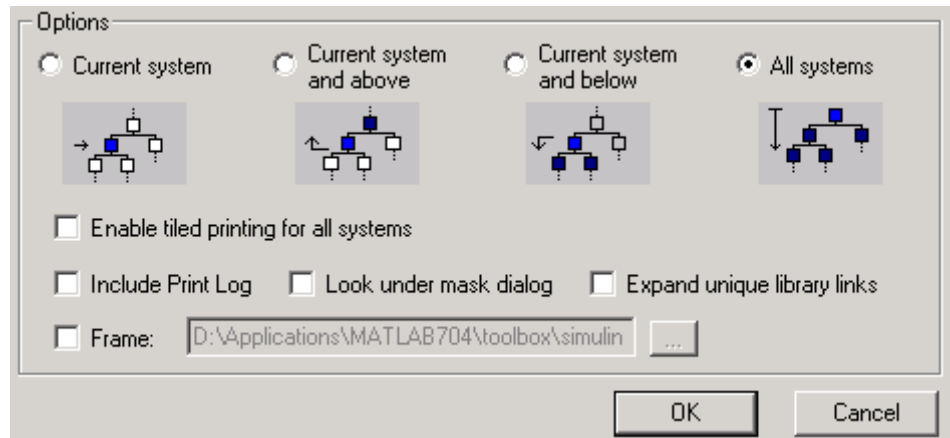 Options
Current system
Current system
and above
Current system
and below
All systems
Enable tiled printing for all systems
Include Print Log
Look under mask dialog
Expand unique library links
Frame:
D:\Applications\MATLAB704\toolbox\simulin
...
OK
Cancel